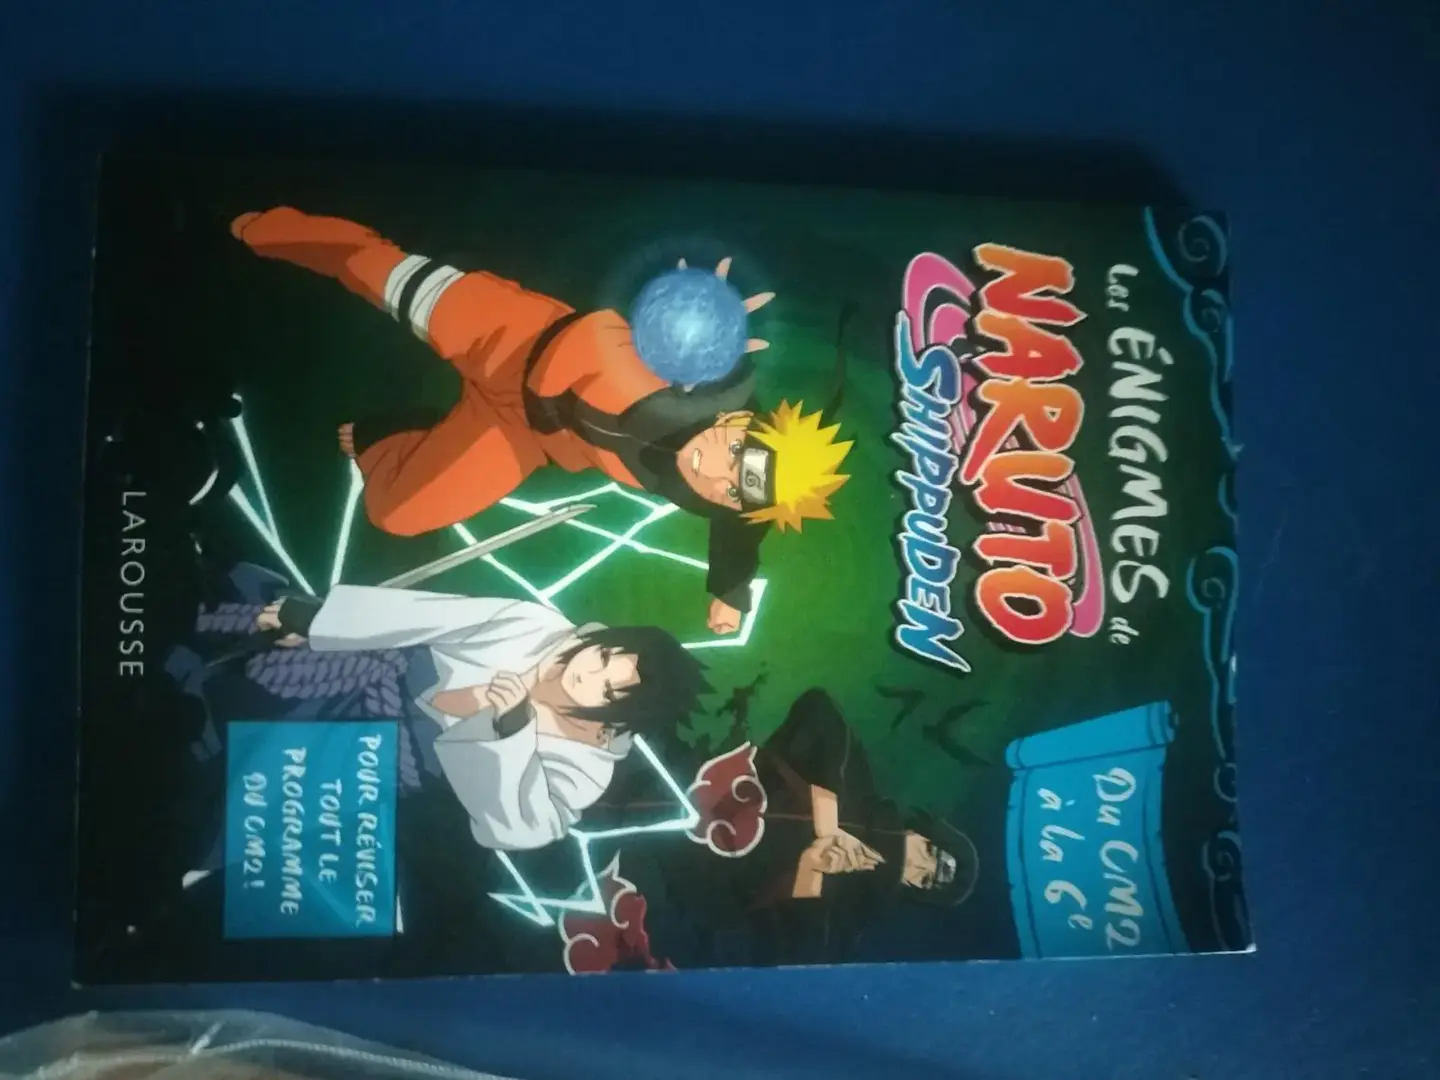 Les ÉNIGMES de
NARUTO
SHIPPUDEN
Du CM2
à la 6e
POUR RÉVISER
TOUT LE
PROGRAMME
DU CM2!
LAROUSSE